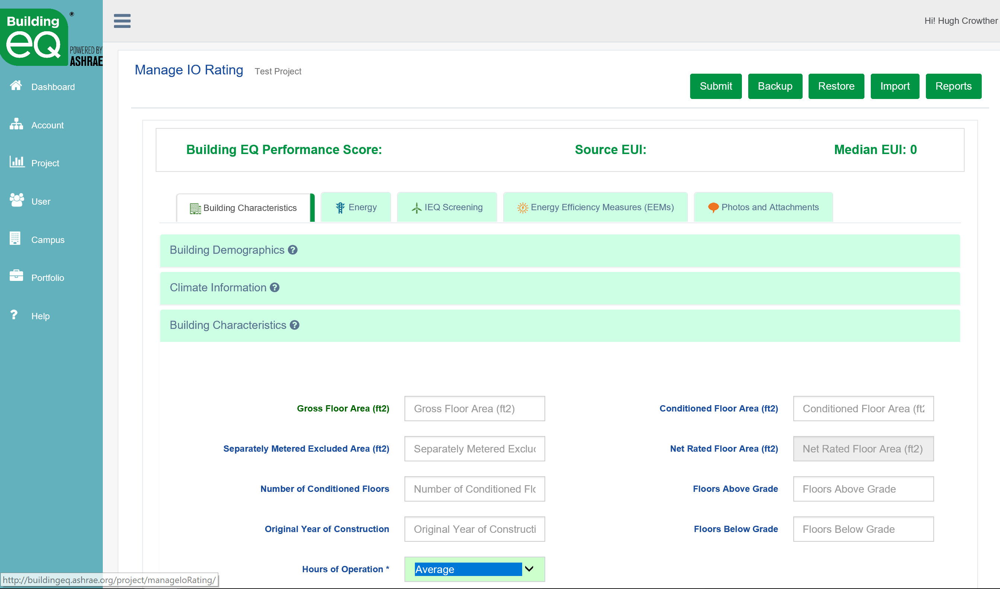 Building
eQ
®
POWERED BY
ASHRAE
Hi! Hugh Crowther
Dashboard
Account
Project
User
Campus
Portfolio
Help
Manage IO Rating Test Project
Submit Backup Restore Import Reports
Building EQ Performance Score: Source EUI: Median EUI: 0
Building Characteristics Energy IEQ Screening Energy Efficiency Measures (EEMs) Photos and Attachments
Building Demographics ?
Climate Information ?
Building Characteristics ?
Gross Floor Area (ft2) Gross Floor Area (ft2) Conditioned Floor Area (ft2) Conditioned Floor Area (ft2
Separately Metered Excluded Area (ft2) Separately Metered Exclu Net Rated Floor Area (ft2) Net Rated Floor Area (ft2)
Number of Conditioned Floors Number of Conditioned Flo Floors Above Grade Floors Above Grade
Original Year of Construction Original Year of Constructi Floors Below Grade Floors Below Grade
Hours of Operation * Average
http://buildingeq.ashrae.org/project/manageIoRating/